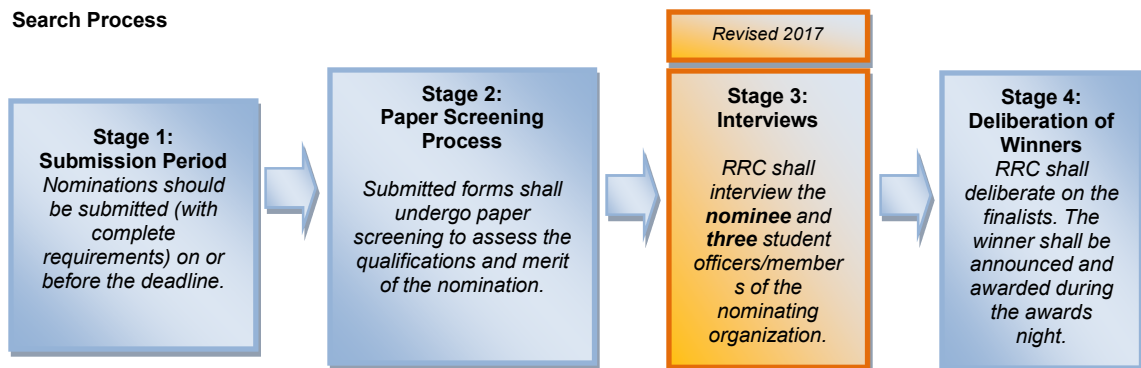 Search Process
Stage 1:
Submission Period
Nominations should
be submitted (with
complete
requirements) on or
before the deadline.
Stage 2:
Paper Screening
Process
Submitted forms shall
undergo paper
screening to assess the
qualifications and merit
of the nomination.
Revised 2017
Stage 3:
Interviews
RRC shall
interview the
nominee and
three student
officers/member
s of the
nominating
organization.
Stage 4:
Deliberation of
Winners
RRC shall
deliberate on the
finalists. The
winner shall be
announced and
awarded during
the awards
night.